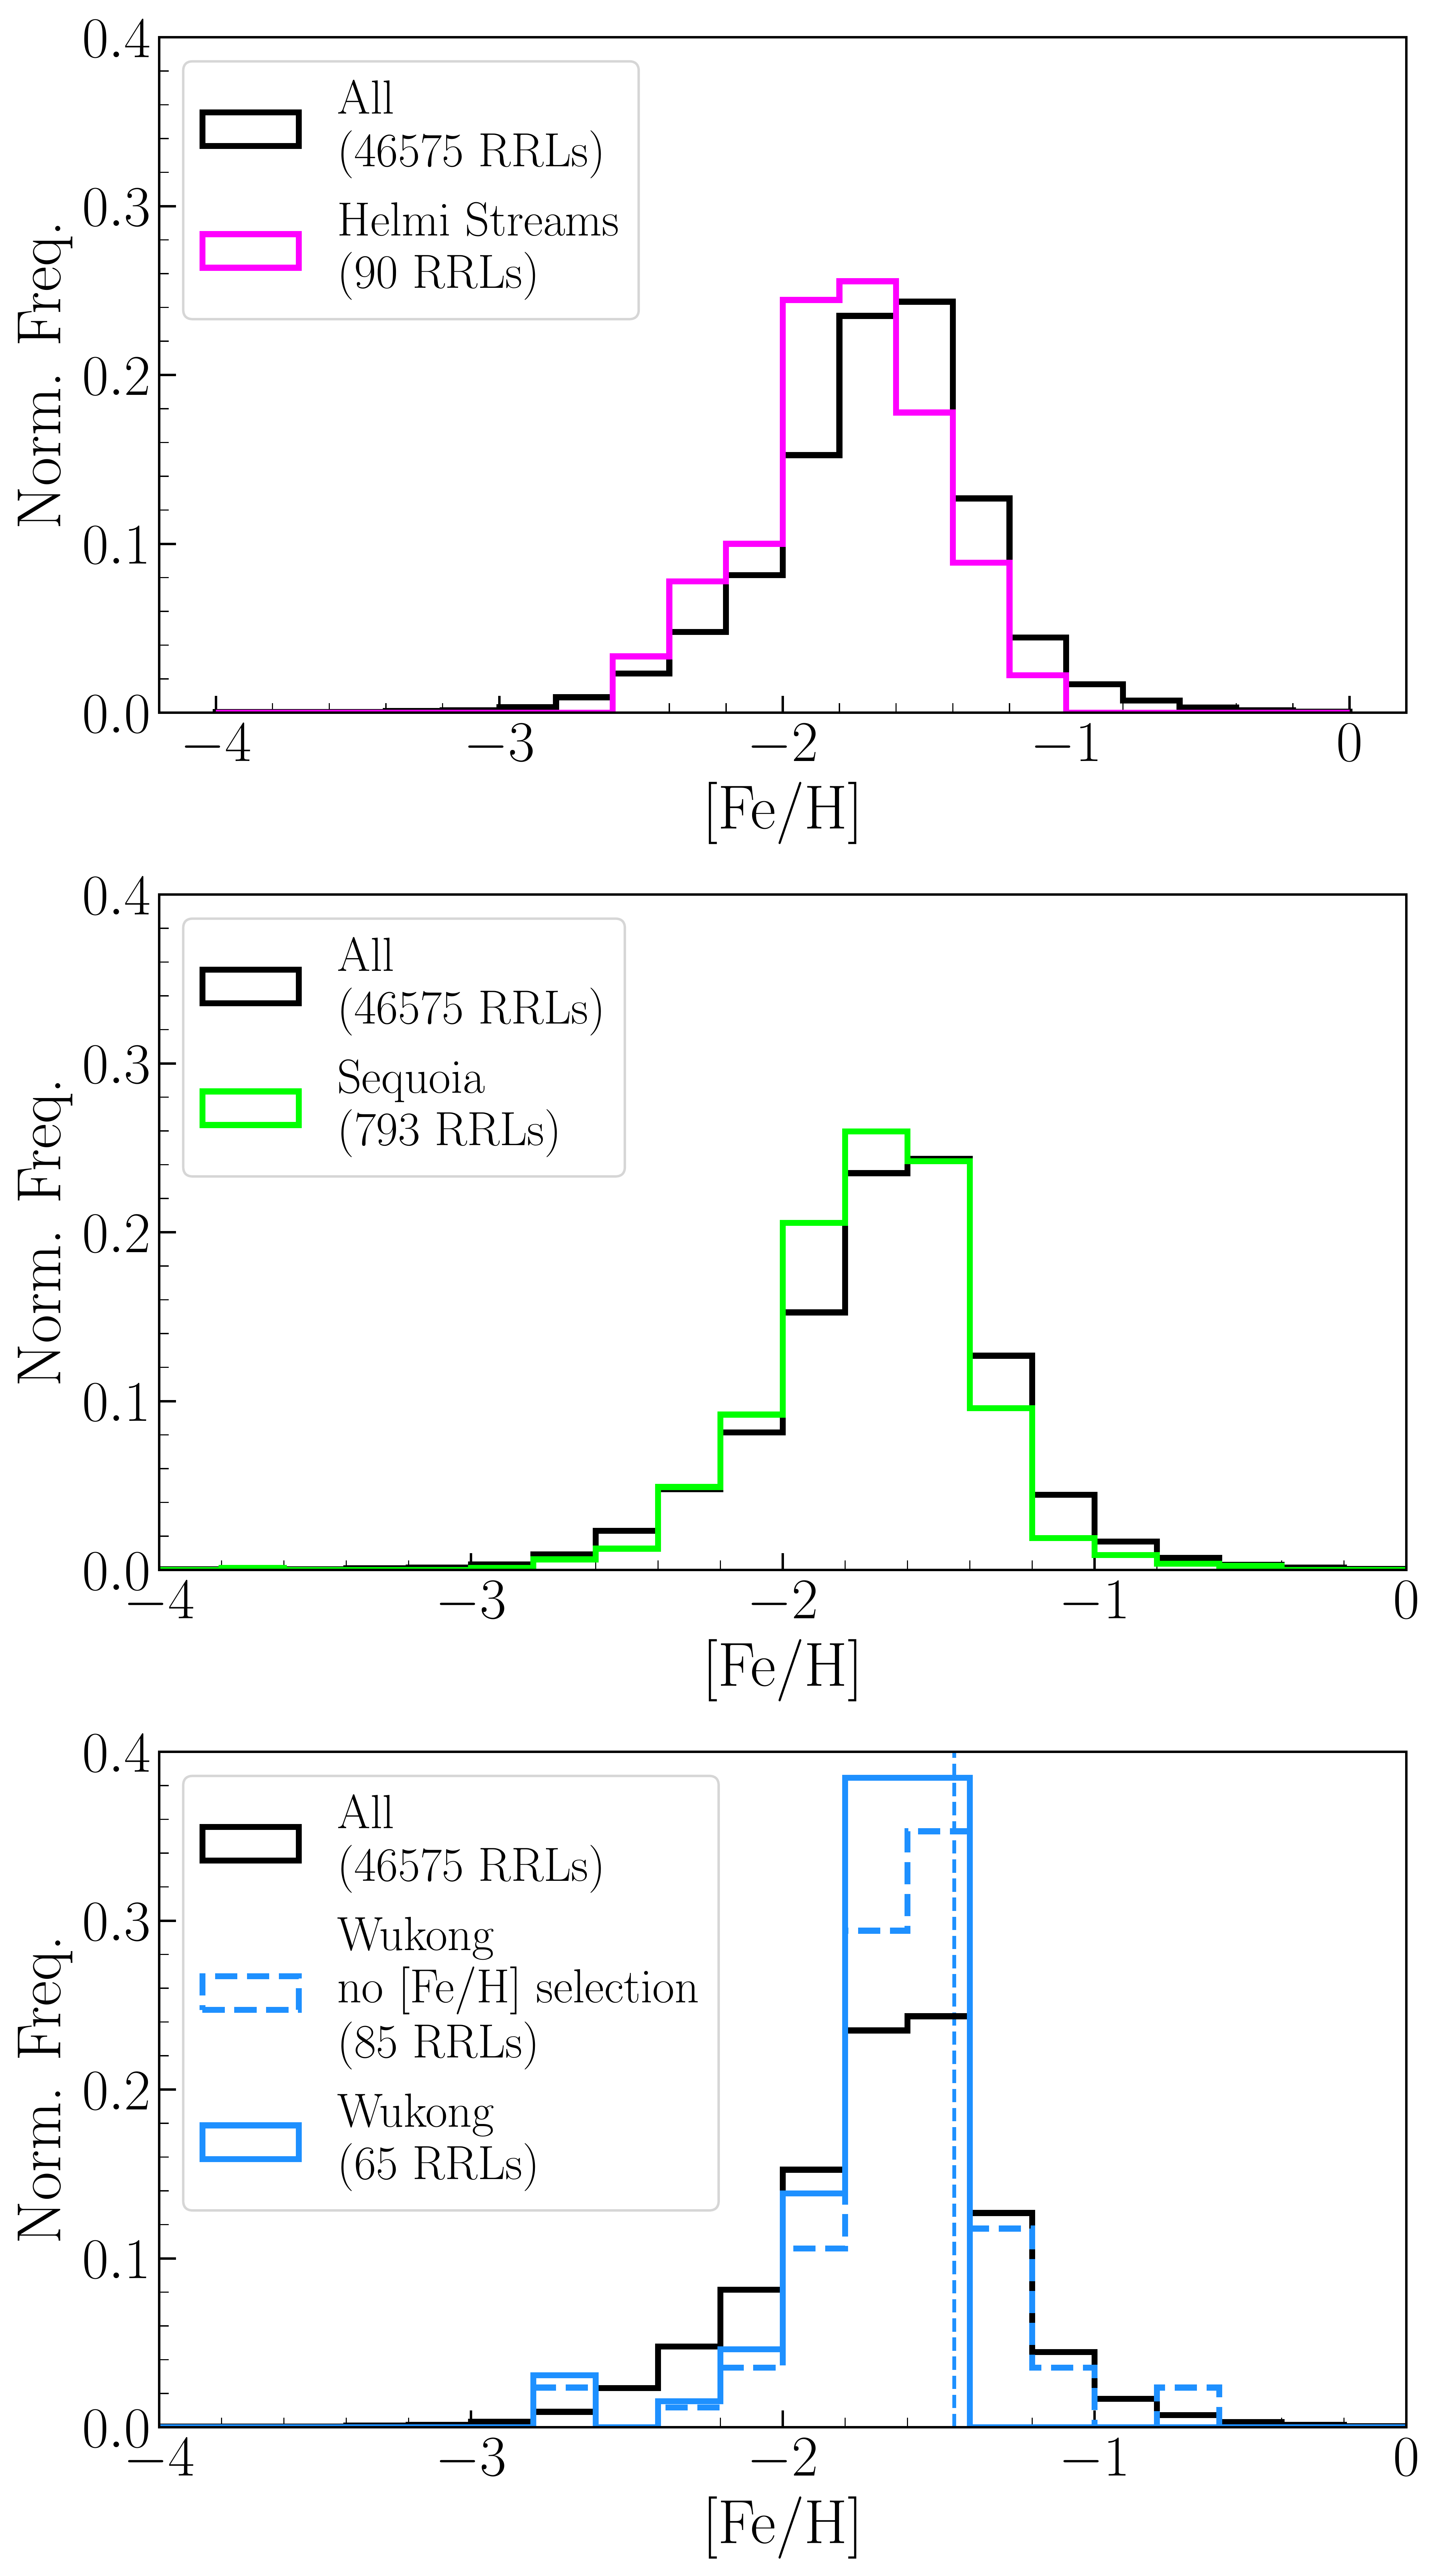 0.4
0.3
0.2
0.1
0.0
Norm. Freq.
All
(46575 RRLs)
Helmi Streams
(90 RRLs)
−4 −3 −2 −1 0
[Fe/H]
0.4
0.3
0.2
0.1
0.0
Norm. Freq.
All
(46575 RRLs)
Sequoia
(793 RRLs)
−4 −3 −2 −1 0
[Fe/H]
0.4
0.3
0.2
0.1
0.0
Norm. Freq.
All
(46575 RRLs)
Wukong
no [Fe/H] selection
(85 RRLs)
Wukong
(65 RRLs)
−4 −3 −2 −1 0
[Fe/H]